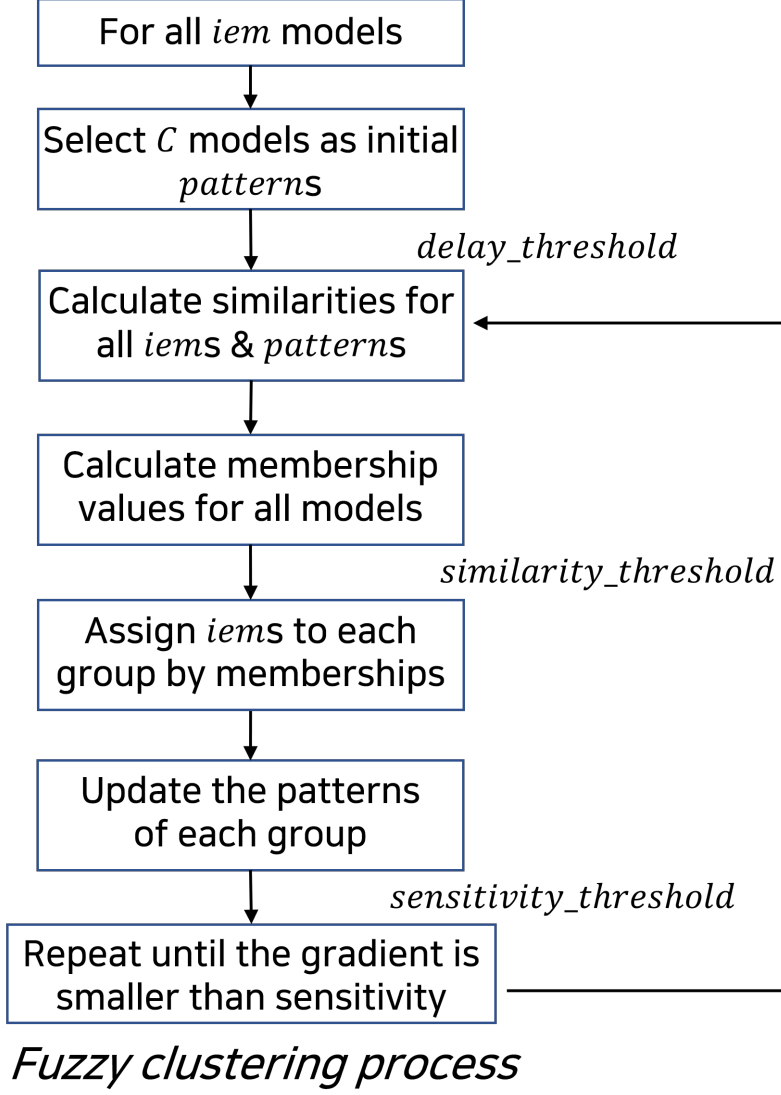 For all iem models
Select C models as initial
patterns
delay_threshold
Calculate similarities for
all iems & patterns
Calculate membership
values for all models
similarity_threshold
Assign iems to each
group by memberships
Update the patterns
of each group
sensitivity_threshold
Repeat until the gradient is
smaller than sensitivity
Fuzzy clustering process